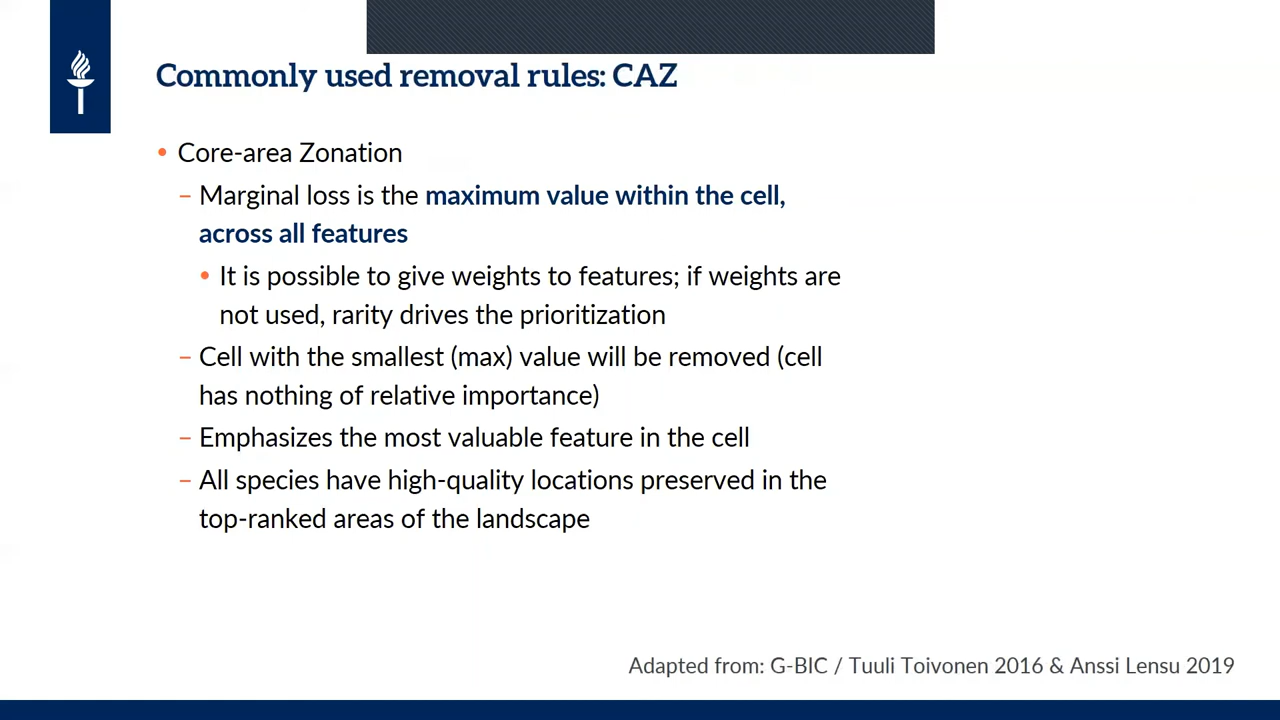 Commonly used removal rules: CAZ
• Core-area Zonation
– Marginal loss is the maximum value within the cell,
across all features
• It is possible to give weights to features; if weights are
not used, rarity drives the prioritization
– Cell with the smallest (max) value will be removed (cell
has nothing of relative importance)
– Emphasizes the most valuable feature in the cell
– All species have high-quality locations preserved in the
top-ranked areas of the landscape
Adapted from: G-BIC / Tuuli Toivonen 2016 & Anssi Lensu 2019